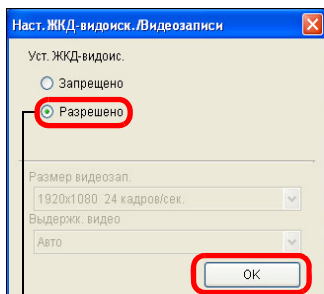 Наст. ЖКД-видоиск./Видеозаписи
Уст. ЖКД-видоис.
Запрещено
Разрешено
Размер видеозап.
1920x1080 24 кадров/сек.
Выдержк. видео
Авто
OK